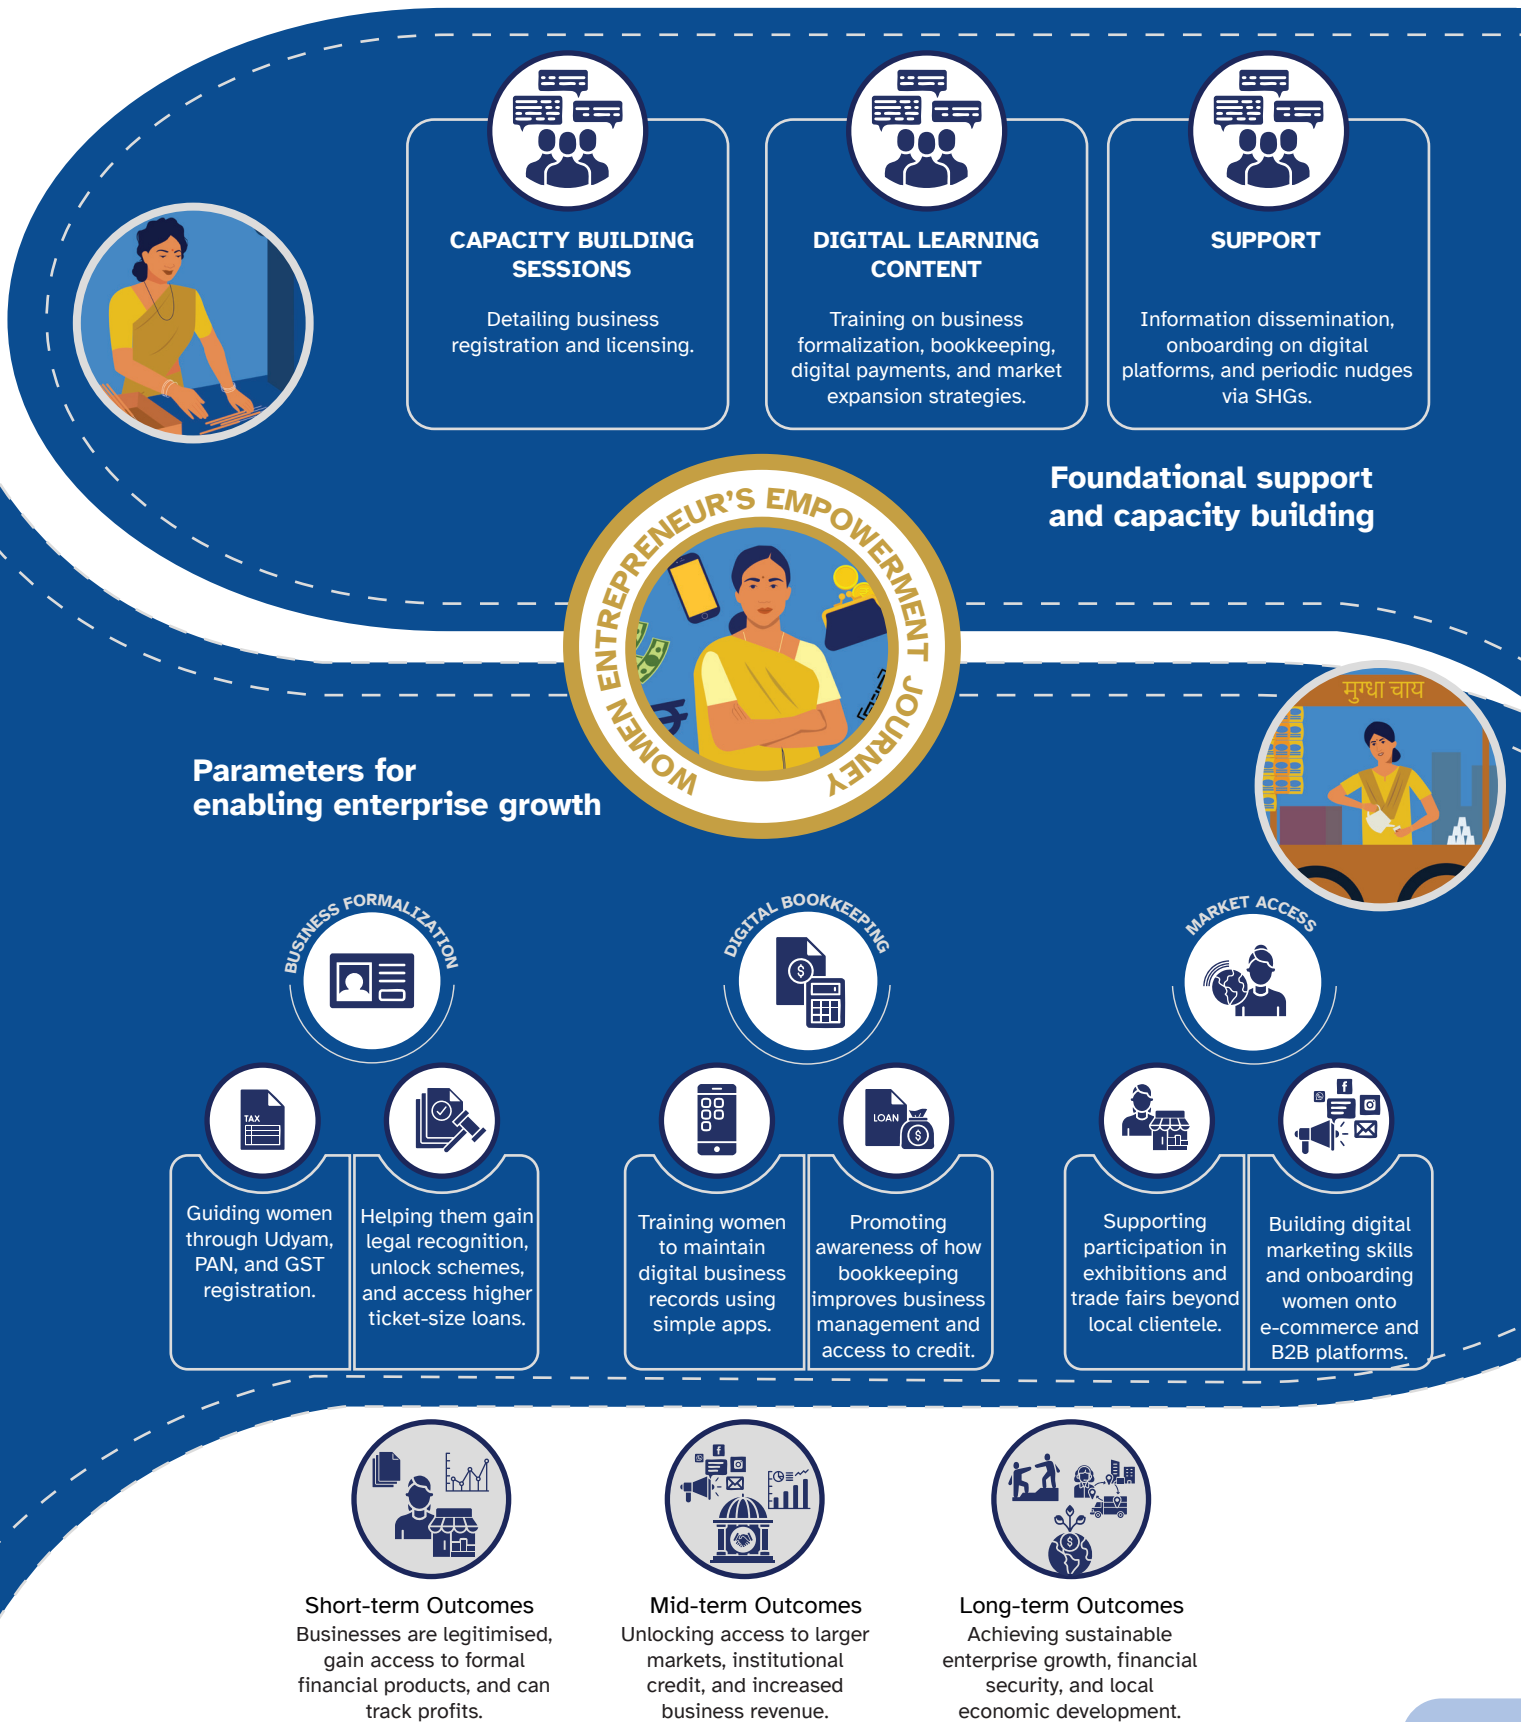 CAPACITY BUILDING
SESSIONS
Detailing business
registration and licensing.
DIGITAL LEARNING
CONTENT
Training on business
formalization, bookkeeping,
digital payments, and market
expansion strategies.
SUPPORT
Information dissemination,
onboarding on digital
platforms, and periodic nudges
via SHGs.
Foundational support
and capacity building
WOMEN ENTREPRENEUR'S EMPOWERMENT JOURNEY
मुग्धा चाय
Parameters for
enabling enterprise growth
BUSINESS FORMALIZATION
TAX
Guiding women
through Udyam,
PAN, and GST
registration.
Helping them gain
legal recognition,
unlock schemes,
and access higher
ticket-size loans.
DIGITAL BOOKKEEPING
$
Training women
to maintain
digital business
records using
simple apps.
LOAN
$
Promoting
awareness of how
bookkeeping
improves business
management and
access to credit.
MARKET ACCESS
Supporting
participation in
exhibitions and
trade fairs beyond
local clientele.
f
Building digital
marketing skills
and onboarding
women onto
e-commerce and
B2B platforms.
Short-term Outcomes
Businesses are legitimised,
gain access to formal
financial products, and can
track profits.
f
Mid-term Outcomes
Unlocking access to larger
markets, institutional
credit, and increased
business revenue.
$
Long-term Outcomes
Achieving sustainable
enterprise growth, financial
security, and local
economic development.